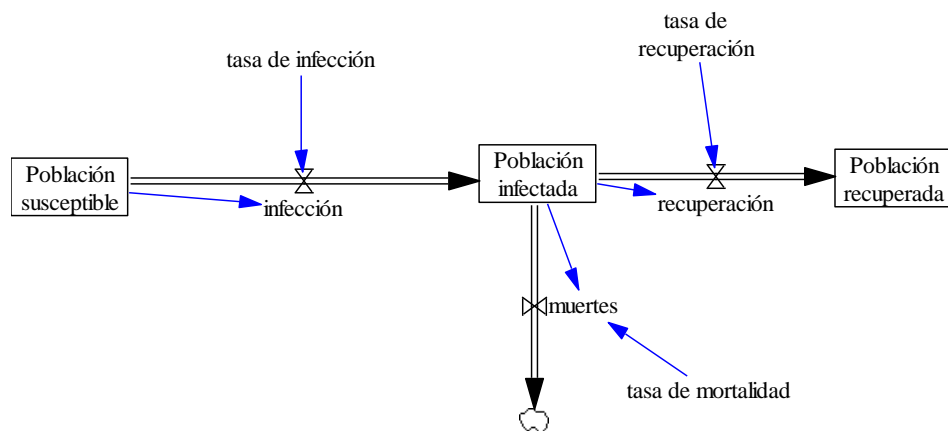 tasa de infección
tasa de
recuperación
Población
susceptible
infección
Población
infectada
recuperación
Población
recuperada
muertes
tasa de mortalidad